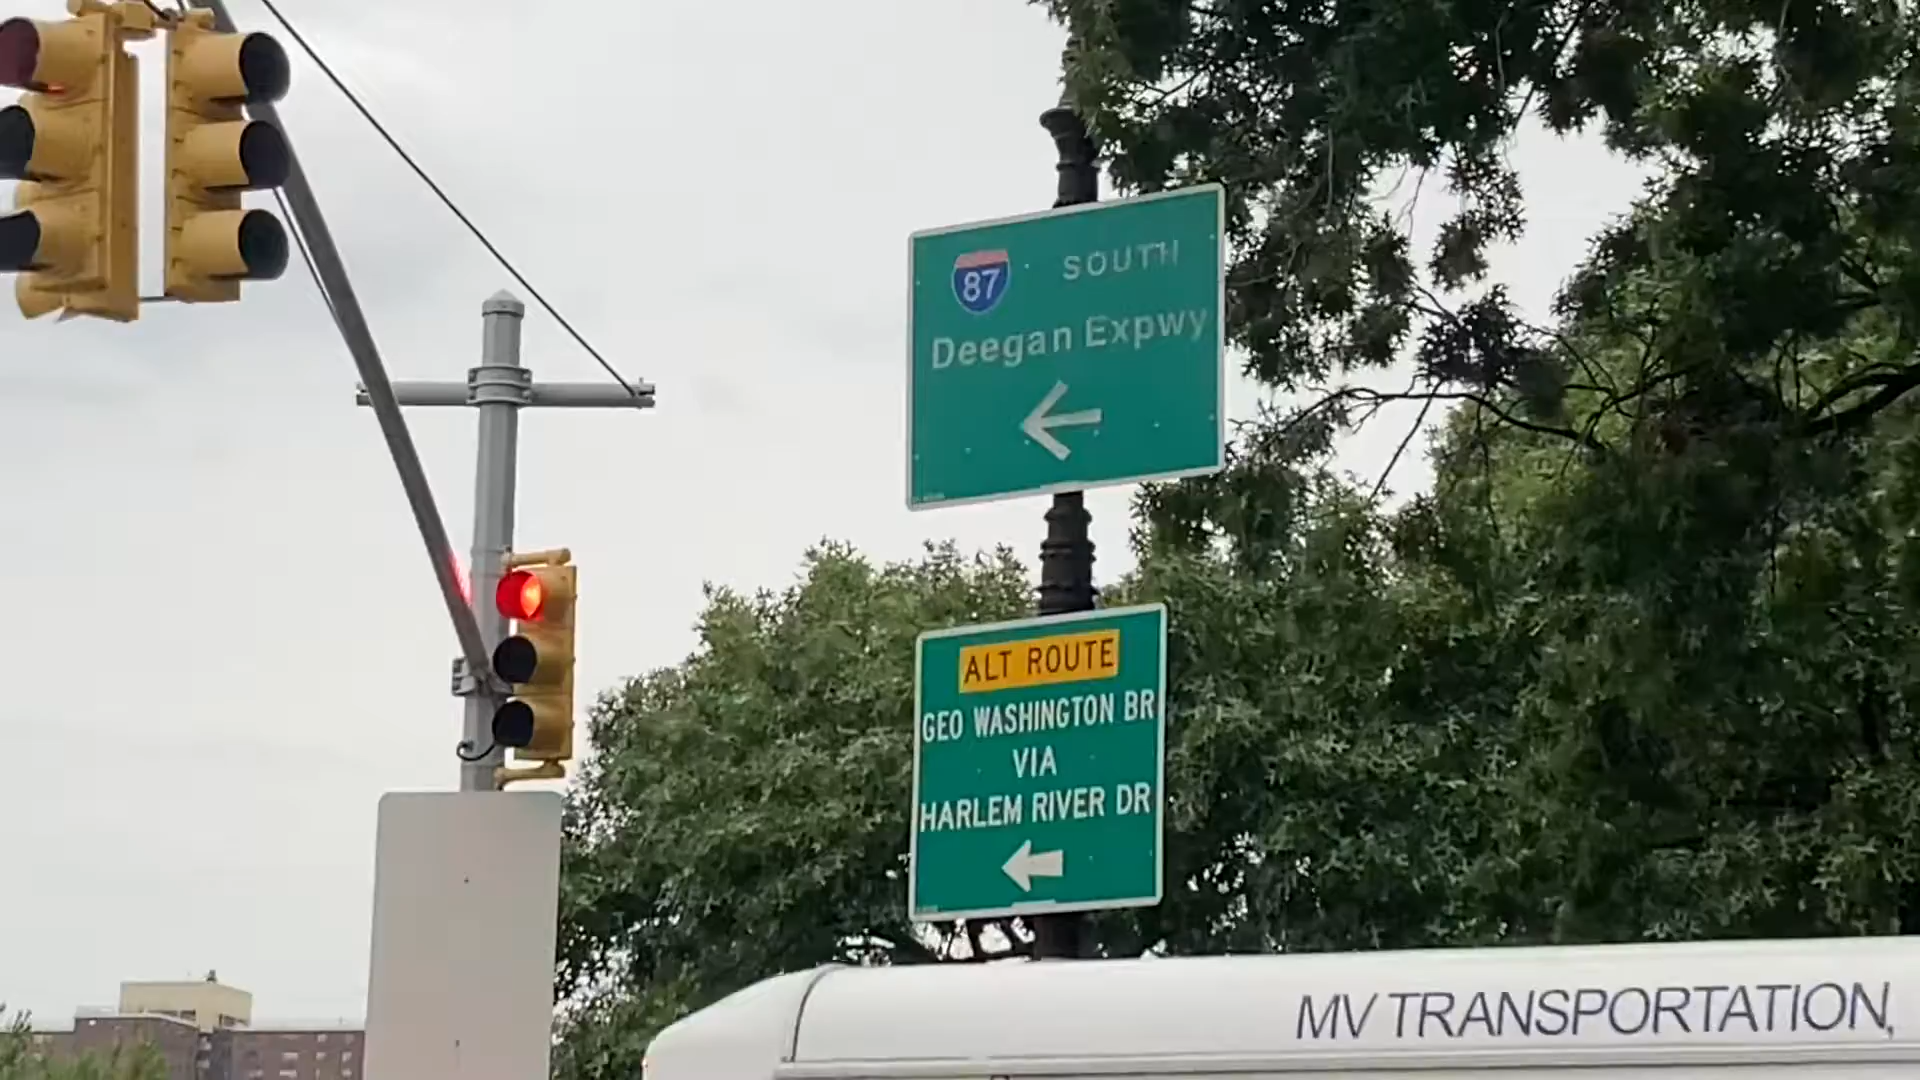 87 SOUTH
Deegan Expwy
ALT ROUTE
GEO WASHINGTON BR
VIA
HARLEM RIVER DR
MV TRANSPORTATION,